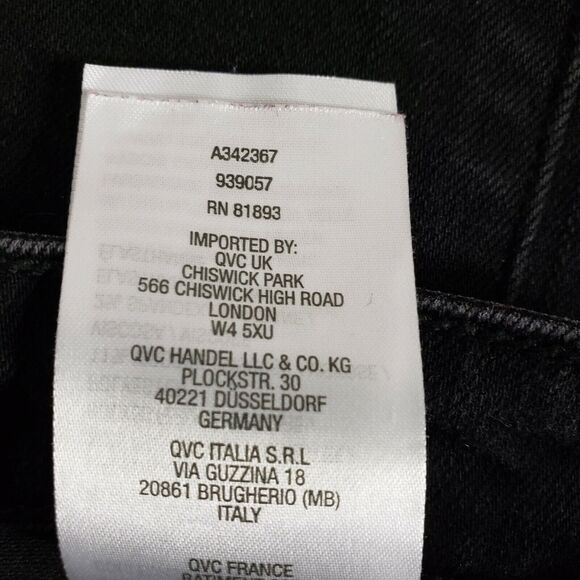 A342367
939057
RN 81893
IMPORTED BY:
QVC UK
CHISWICK PARK
566 CHISWICK HIGH ROAD
LONDON
W4 5XU
QVC HANDEL LLC & CO. KG
PLOCKSTR. 30
40221 DÜSSELDORF
GERMANY
QVC ITALIA S.R.L
VIA GUZZINA 18
20861 BRUGHERIO (MB)
ITALY
QVC FRANCE